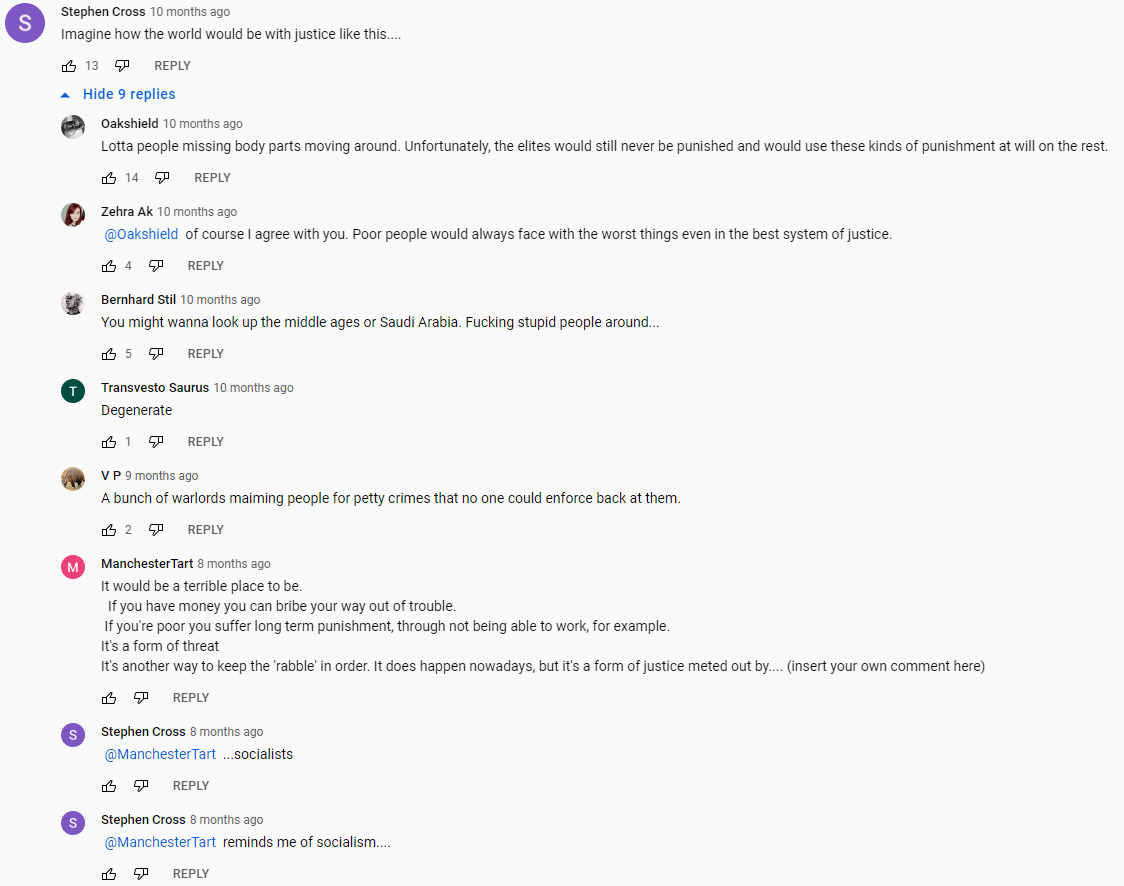 S
Stephen Cross 10 months ago
Imagine how the world would be with justice like this....
13 REPLY
Hide 9 replies
Oakshield 10 months ago
Lotta people missing body parts moving around. Unfortunately, the elites would still never be punished and would use these kinds of punishment at will on the rest.
14 REPLY
Zehra Ak 10 months ago
@Oakshield of course I agree with you. Poor people would always face with the worst things even in the best system of justice.
4 REPLY
Bernhard Stil 10 months ago
You might wanna look up the middle ages or Saudi Arabia. Fucking stupid people around...
5 REPLY
T
Transvesto Saurus 10 months ago
Degenerate
1 REPLY
V P 9 months ago
A bunch of warlords maiming people for petty crimes that no one could enforce back at them.
2 REPLY
M
ManchesterTart 8 months ago
It would be a terrible place to be.
If you have money you can bribe your way out of trouble.
If you're poor you suffer long term punishment, through not being able to work, for example.
It's a form of threat
It's another way to keep the 'rabble' in order. It does happen nowadays, but it's a form of justice meted out by.... (insert your own comment here)
REPLY
S
Stephen Cross 8 months ago
@ManchesterTart ...socialists
REPLY
S
Stephen Cross 8 months ago
@ManchesterTart reminds me of socialism....
REPLY